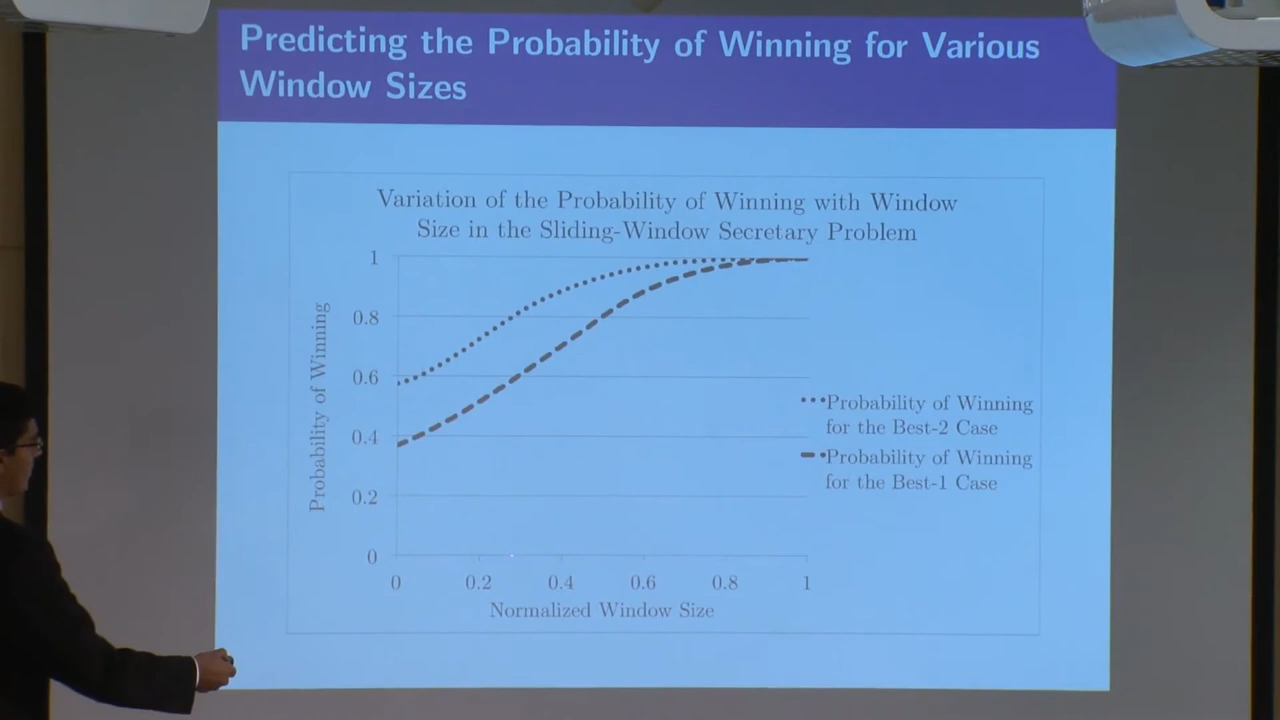 Predicting the Probability of Winning for Various
Window Sizes
Variation of the Probability of Winning with Window
Size in the Sliding-Window Secretary Problem
Probability of Winning
1
0.8
0.6
0.4
0.2
0
0
0.2
0.4
0.6
0.8
1
Normalized Window Size
Probability of Winning
for the Best-2 Case
Probability of Winning
for the Best-1 Case